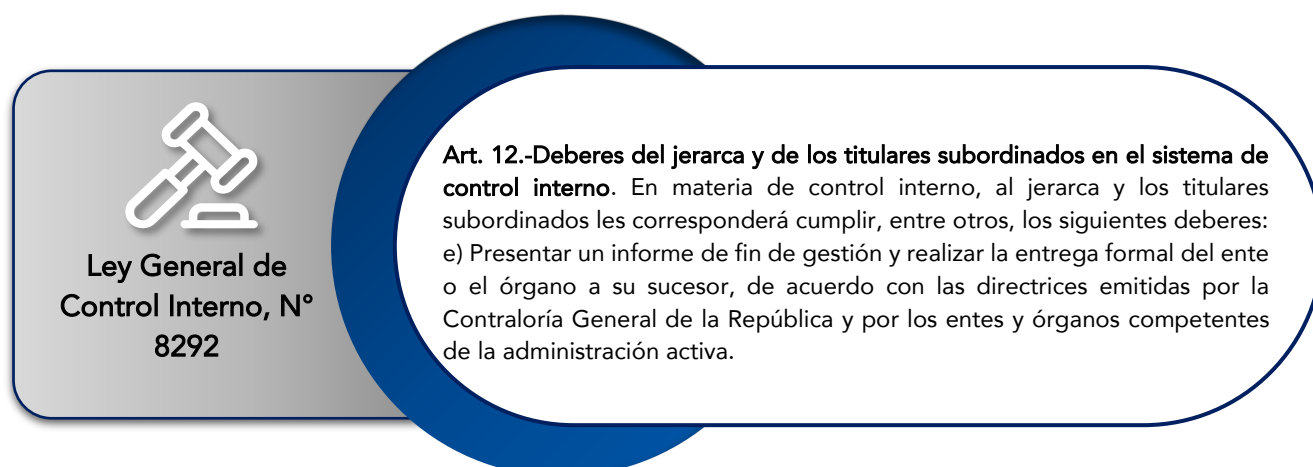 Ley General de
Control Interno, N°
8292
Art. 12.-Deberes del jerarca y de los titulares subordinados en el sistema de
control interno. En materia de control interno, al jerarca y los titulares
subordinados les corresponderá cumplir, entre otros, los siguientes deberes:
e) Presentar un informe de fin de gestión y realizar la entrega formal del ente
o el órgano a su sucesor, de acuerdo con las directrices emitidas por la
Contraloría General de la República y por los entes y órganos competentes
de la administración activa.